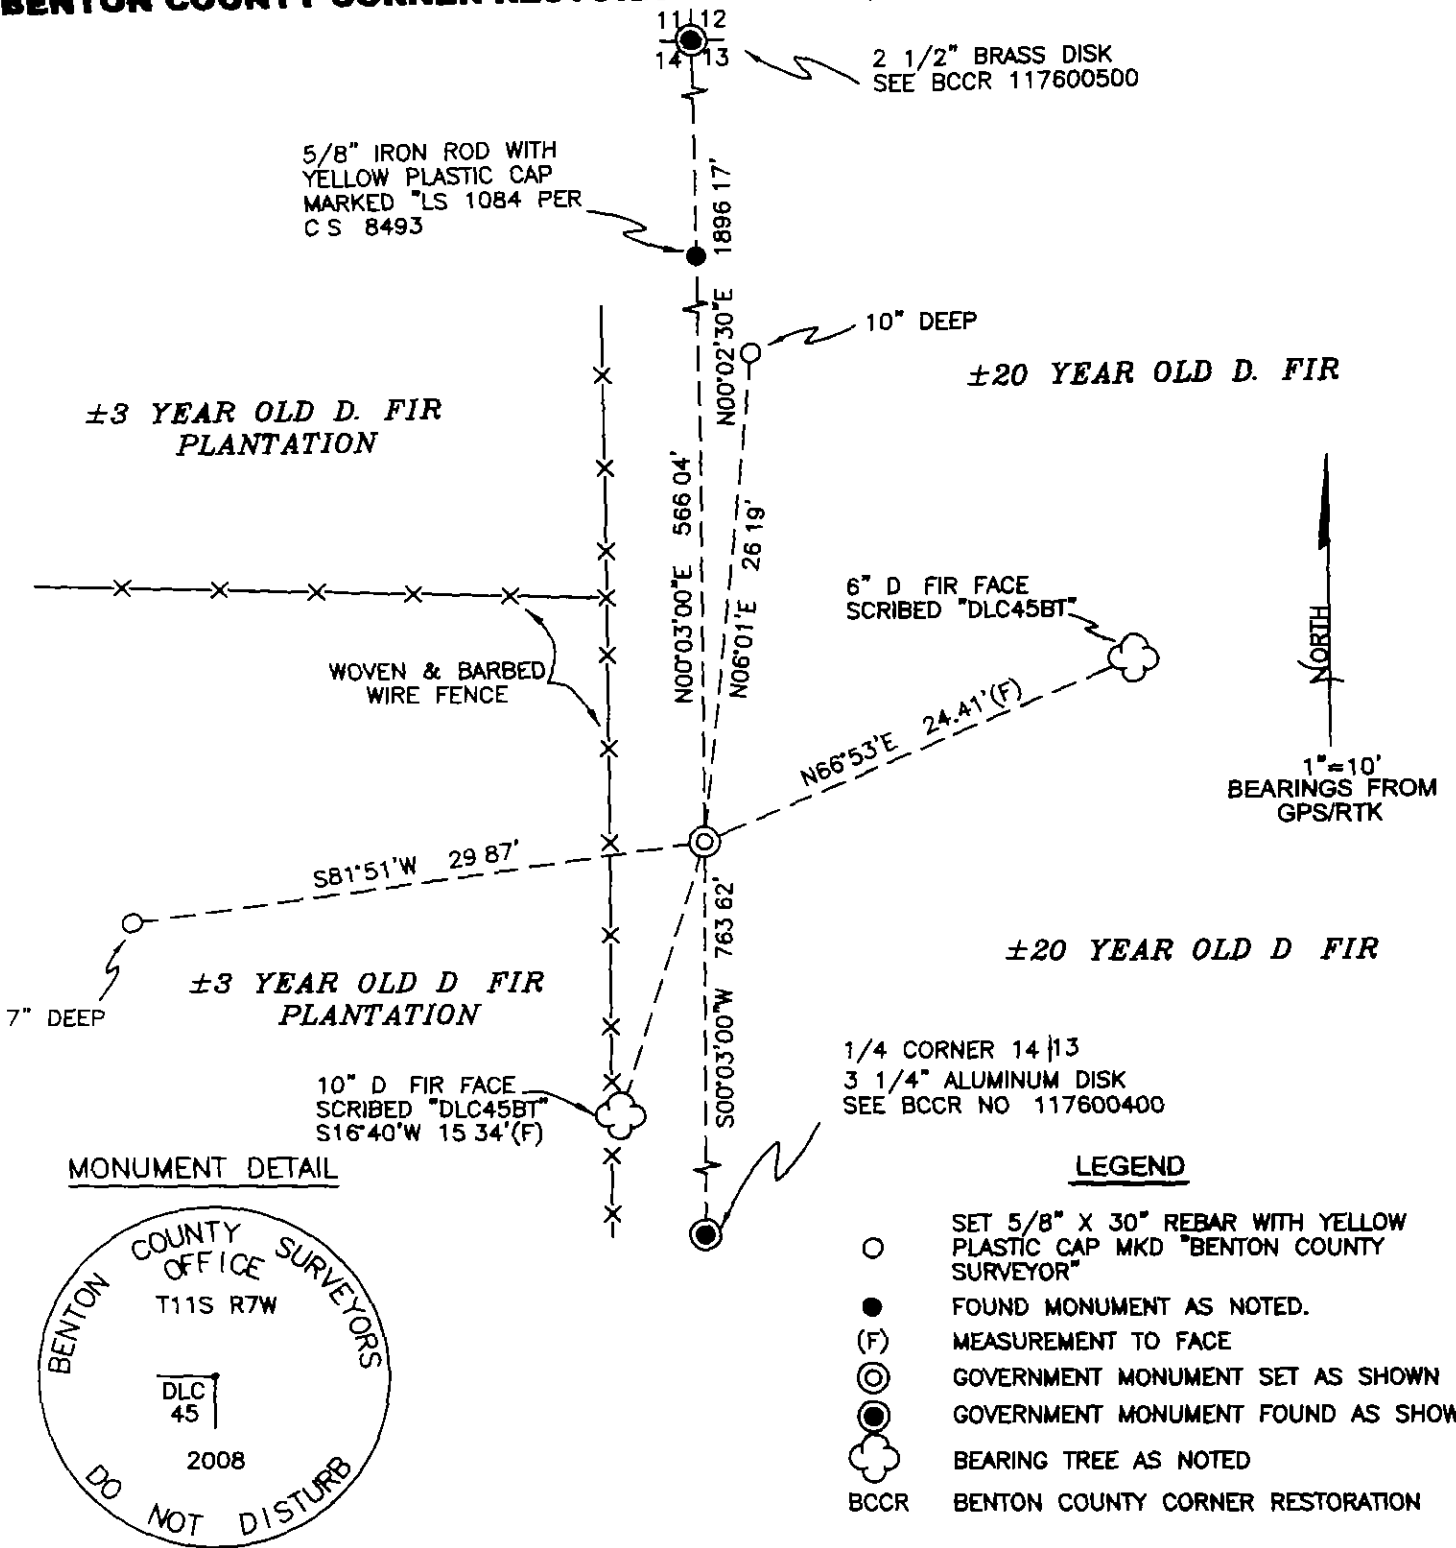 BENTON COUNTY CORNER
11 12
14 13
2 1/2" BRASS DISK
SEE BCCR 117600500
5/8" IRON ROD WITH
YELLOW PLASTIC CAP
MARKED "LS 1084 PER
C S 8493
1896 17'
N00°02'30"E
10" DEEP
±20 YEAR OLD D. FIR
±3 YEAR OLD D. FIR
PLANTATION
N00°03'00"E 566 04'
N06°01'E 26 19'
6" D FIR FACE
SCRIBED "DLC45BT"
WOVEN & BARBED
WIRE FENCE
N66°53'E 24.41'(F)
NORTH
1"=10'
BEARINGS FROM
GPS/RTK
S81°51'W 29 87'
7" DEEP
±3 YEAR OLD D FIR
PLANTATION
S00°03'00"W 763 62'
±20 YEAR OLD D FIR
10" D FIR FACE
SCRIBED "DLC45BT"
S16°40'W 15 34'(F)
1/4 CORNER 14|13
3 1/4" ALUMINUM DISK
SEE BCCR NO 117600400
MONUMENT DETAIL
BENTON COUNTY SURVEYORS
OFFICE
T11S R7W
DLC
45
2008
DO NOT DISTURB
LEGEND
SET 5/8" X 30" REBAR WITH YELLOW
PLASTIC CAP MKD "BENTON COUNTY
SURVEYOR"
FOUND MONUMENT AS NOTED.
(F) MEASUREMENT TO FACE
GOVERNMENT MONUMENT SET AS SHOWN
GOVERNMENT MONUMENT FOUND AS SHOW
BEARING TREE AS NOTED
BCCR BENTON COUNTY CORNER RESTORATION